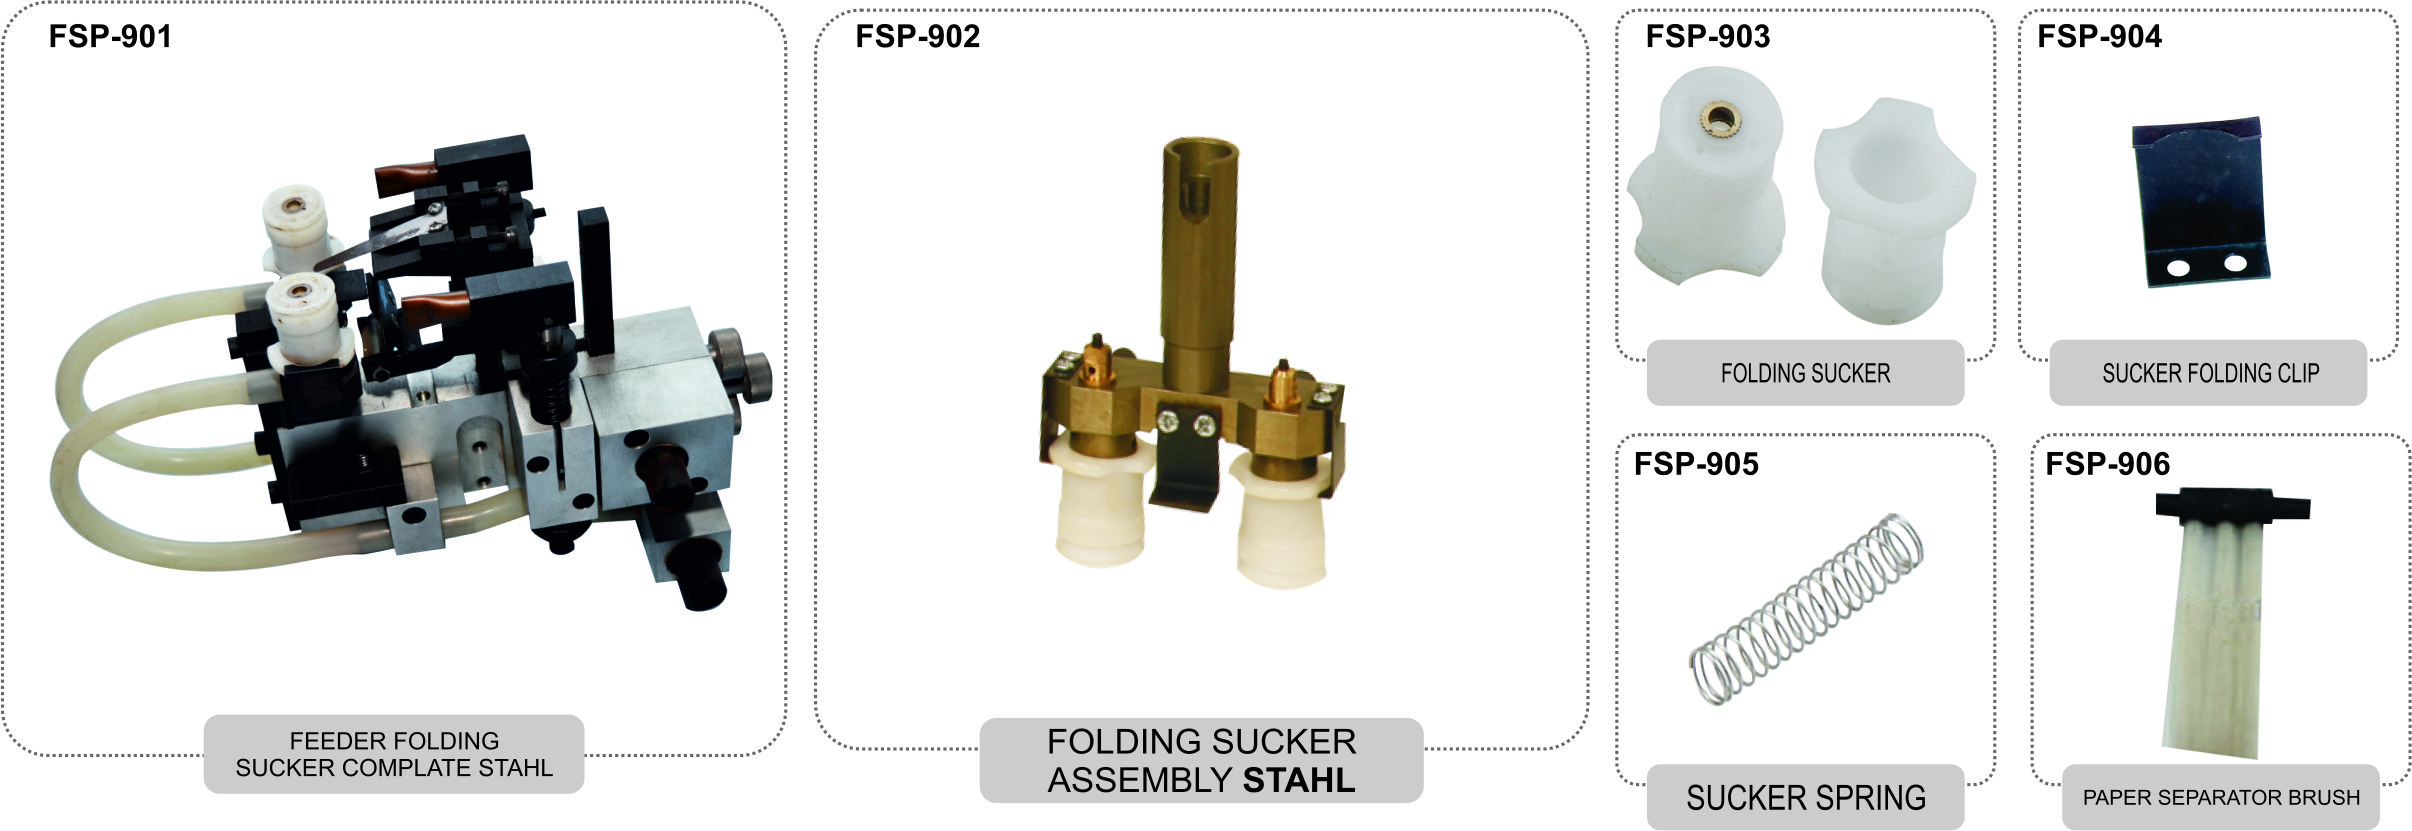 FSP-901
FEEDER FOLDING
SUCKER COMPLATE STAHL
FSP-902
FOLDING SUCKER
ASSEMBLY STAHL
FSP-903
FOLDING SUCKER
FSP-904
SUCKER FOLDING CLIP
FSP-905
SUCKER SPRING
FSP-906
PAPER SEPARATOR BRUSH